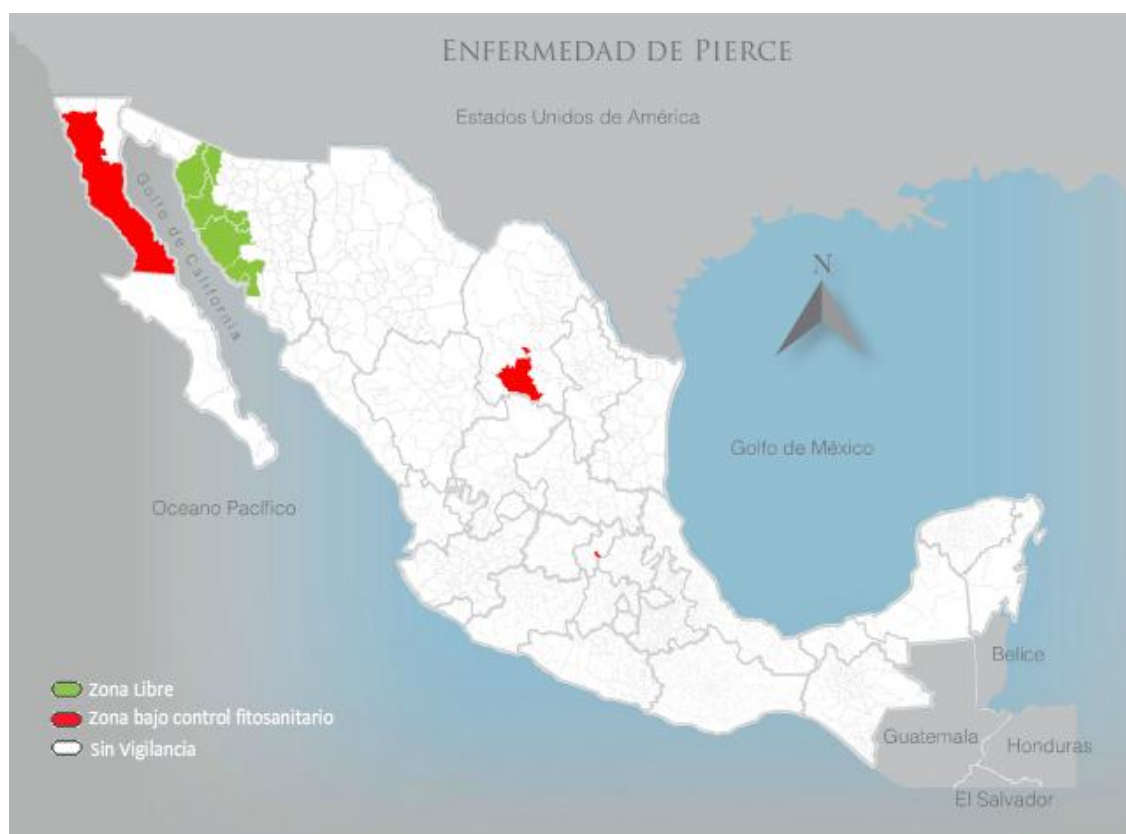 ENFERMEDAD DE PIERCE
Estados Unidos de América
Golfo de California
N
Golfo de México
Oceano Pacífico
Belice
Zona Libre
Zona bajo control fitosanitario
Sin Vigilancia
Guatemala
Honduras
El Salvador